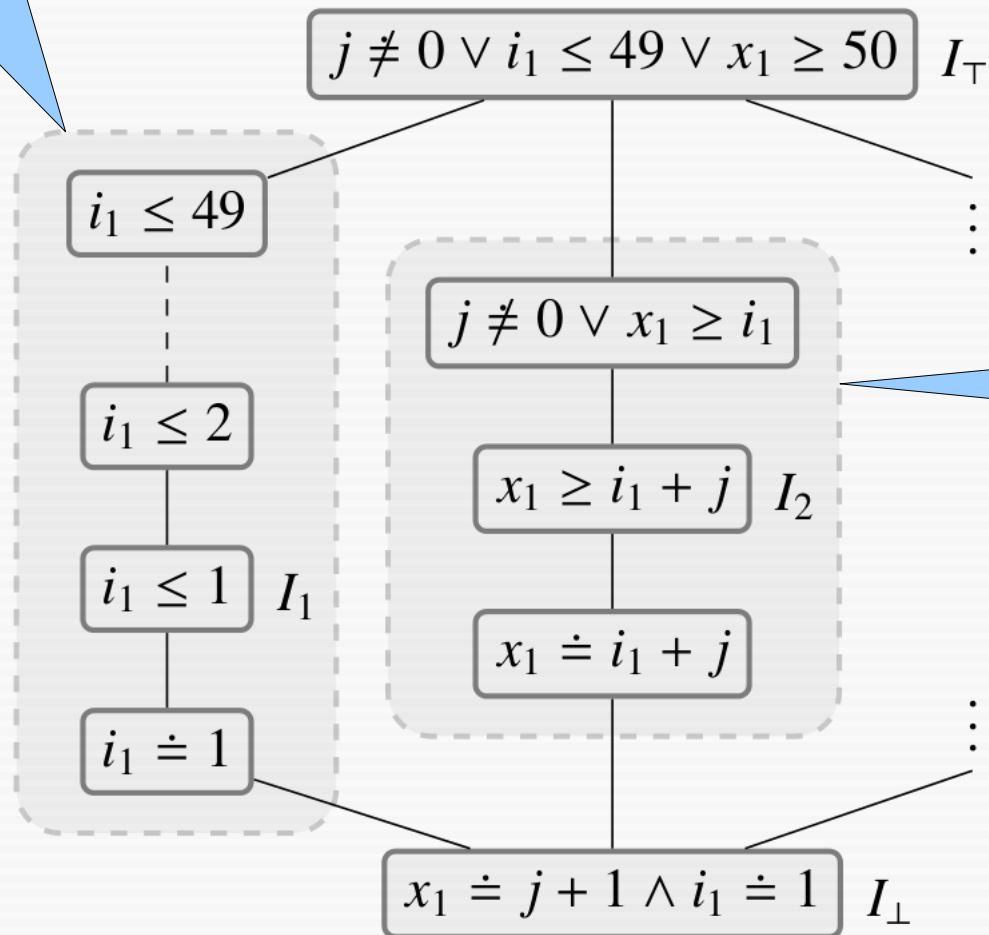 j ≠̇ 0 ∨ i₁ ≤ 49 ∨ x₁ ≥ 50 I⊤
i₁ ≤ 49
⋮
j ≠̇ 0 ∨ x₁ ≥ i₁
i₁ ≤ 2
x₁ ≥ i₁ + j I₂
i₁ ≤ 1 I₁
x₁ ≐ i₁ + j
⋮
i₁ ≐ 1
x₁ ≐ j + 1 ∧ i₁ ≐ 1 I⊥